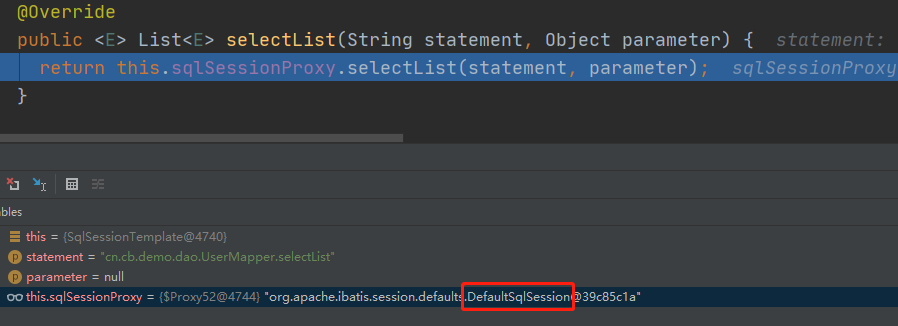 @Override
public <E> List<E> selectList(String statement, Object parameter) { statement:
return this.sqlSessionProxy.selectList(statement, parameter); sqlSessionProxy
}
ables
this = {SqlSessionTemplate@4740}
statement = "cn.cb.demo.dao.UserMapper.selectList"
parameter = null
this.sqlSessionProxy = {$Proxy52@4744} "org.apache.ibatis.session.defaults.DefaultSqlSession@39c85c1a"